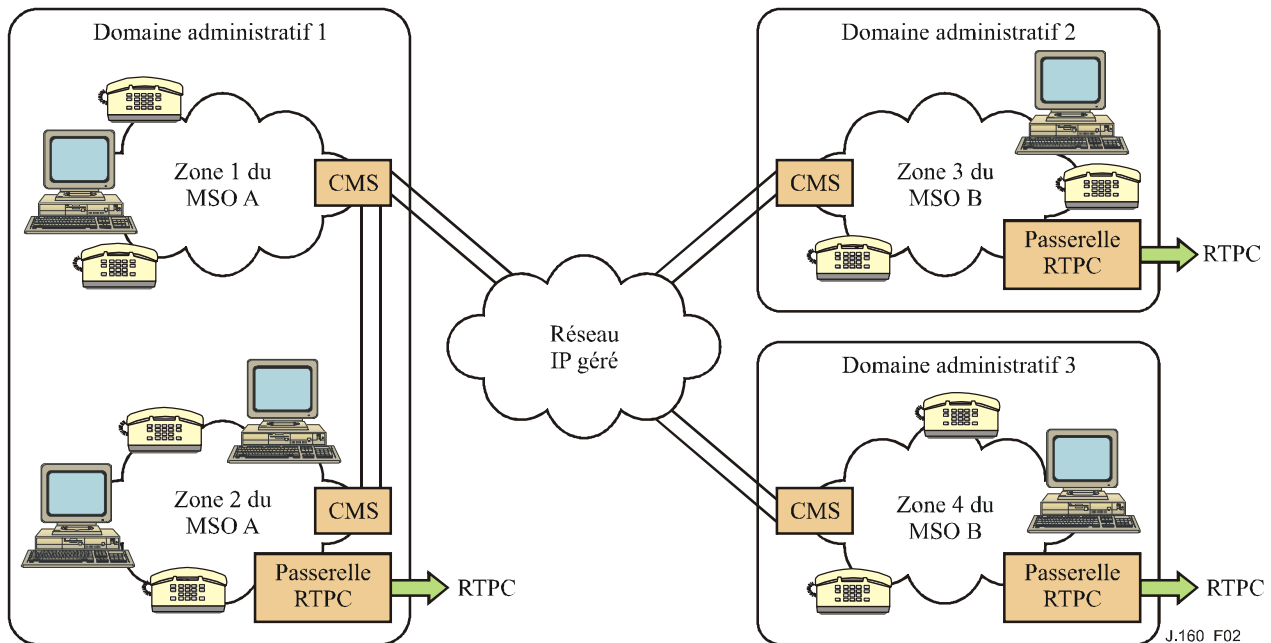 Domaine administratif 1
Zone 1 du
MSO A
CMS
Zone 2 du
MSO A
CMS
Passerelle
RTPC
RTPC
Réseau
IP géré
Domaine administratif 2
CMS
Zone 3 du
MSO B
Passerelle
RTPC
RTPC
Domaine administratif 3
CMS
Zone 4 du
MSO B
Passerelle
RTPC
RTPC
J.160_F02